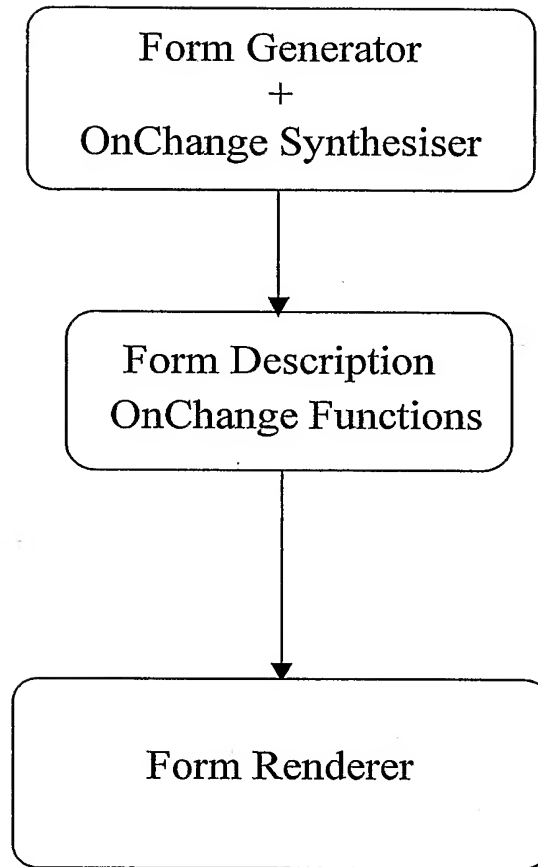 Form Generator
+
OnChange Synthesiser
Form Description
OnChange Functions
Form Renderer